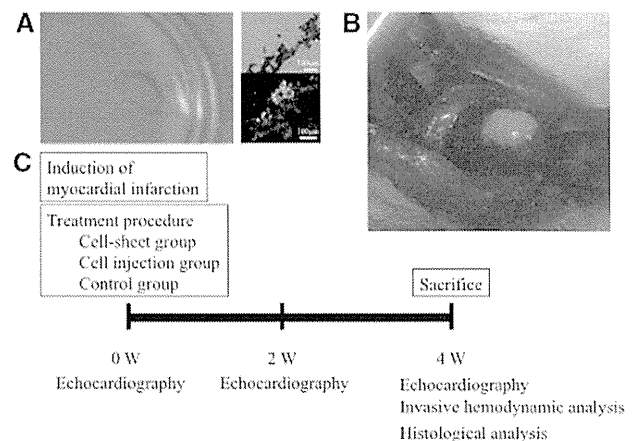 A
100μm
100μm
B
C
Induction of
myocardial infarction
Treatment procedure
Cell-sheet group
Cell injection group
Control group
Sacrifice
0 W
2 W
4 W
Echocardiography
Echocardiography
Echocardiography
Invasive hemodynamic analysis
Histological analysis